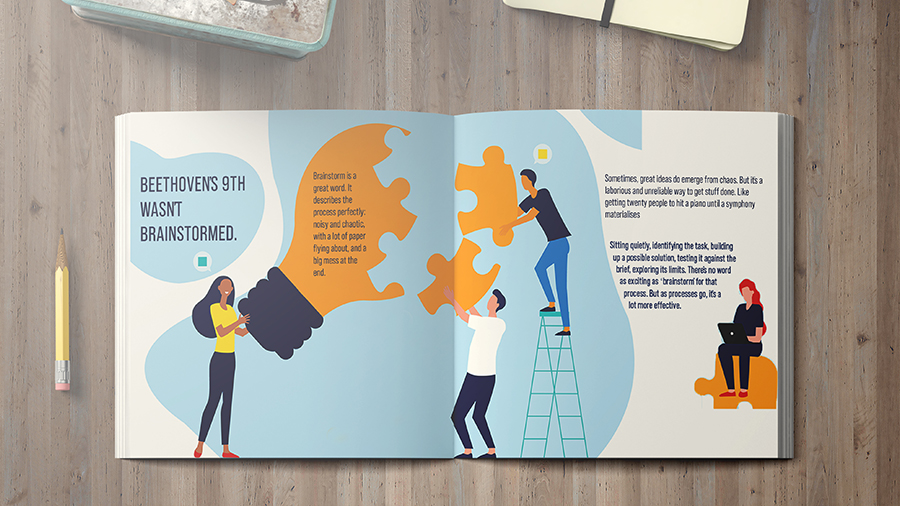 BEETHOVEN'S 9TH
WASN'T
BRAINSTORMED.
Brainstorm is a
great word. It
describes the
process perfectly:
noisy and chaotic,
with a lot of paper
flying about, and a
big mess at the
end.
Sometimes, great ideas do emerge from chaos. But it's a
laborious and unreliable way to get stuff done. Like
getting twenty people to hit a piano until a symphony
materialises
Sitting quietly, identifying the task, building
up a possible solution, testing it against the
brief, exploring its limits. There's no word
as exciting as 'brainstorm' for that
process. But as processes go, it's a
lot more effective.